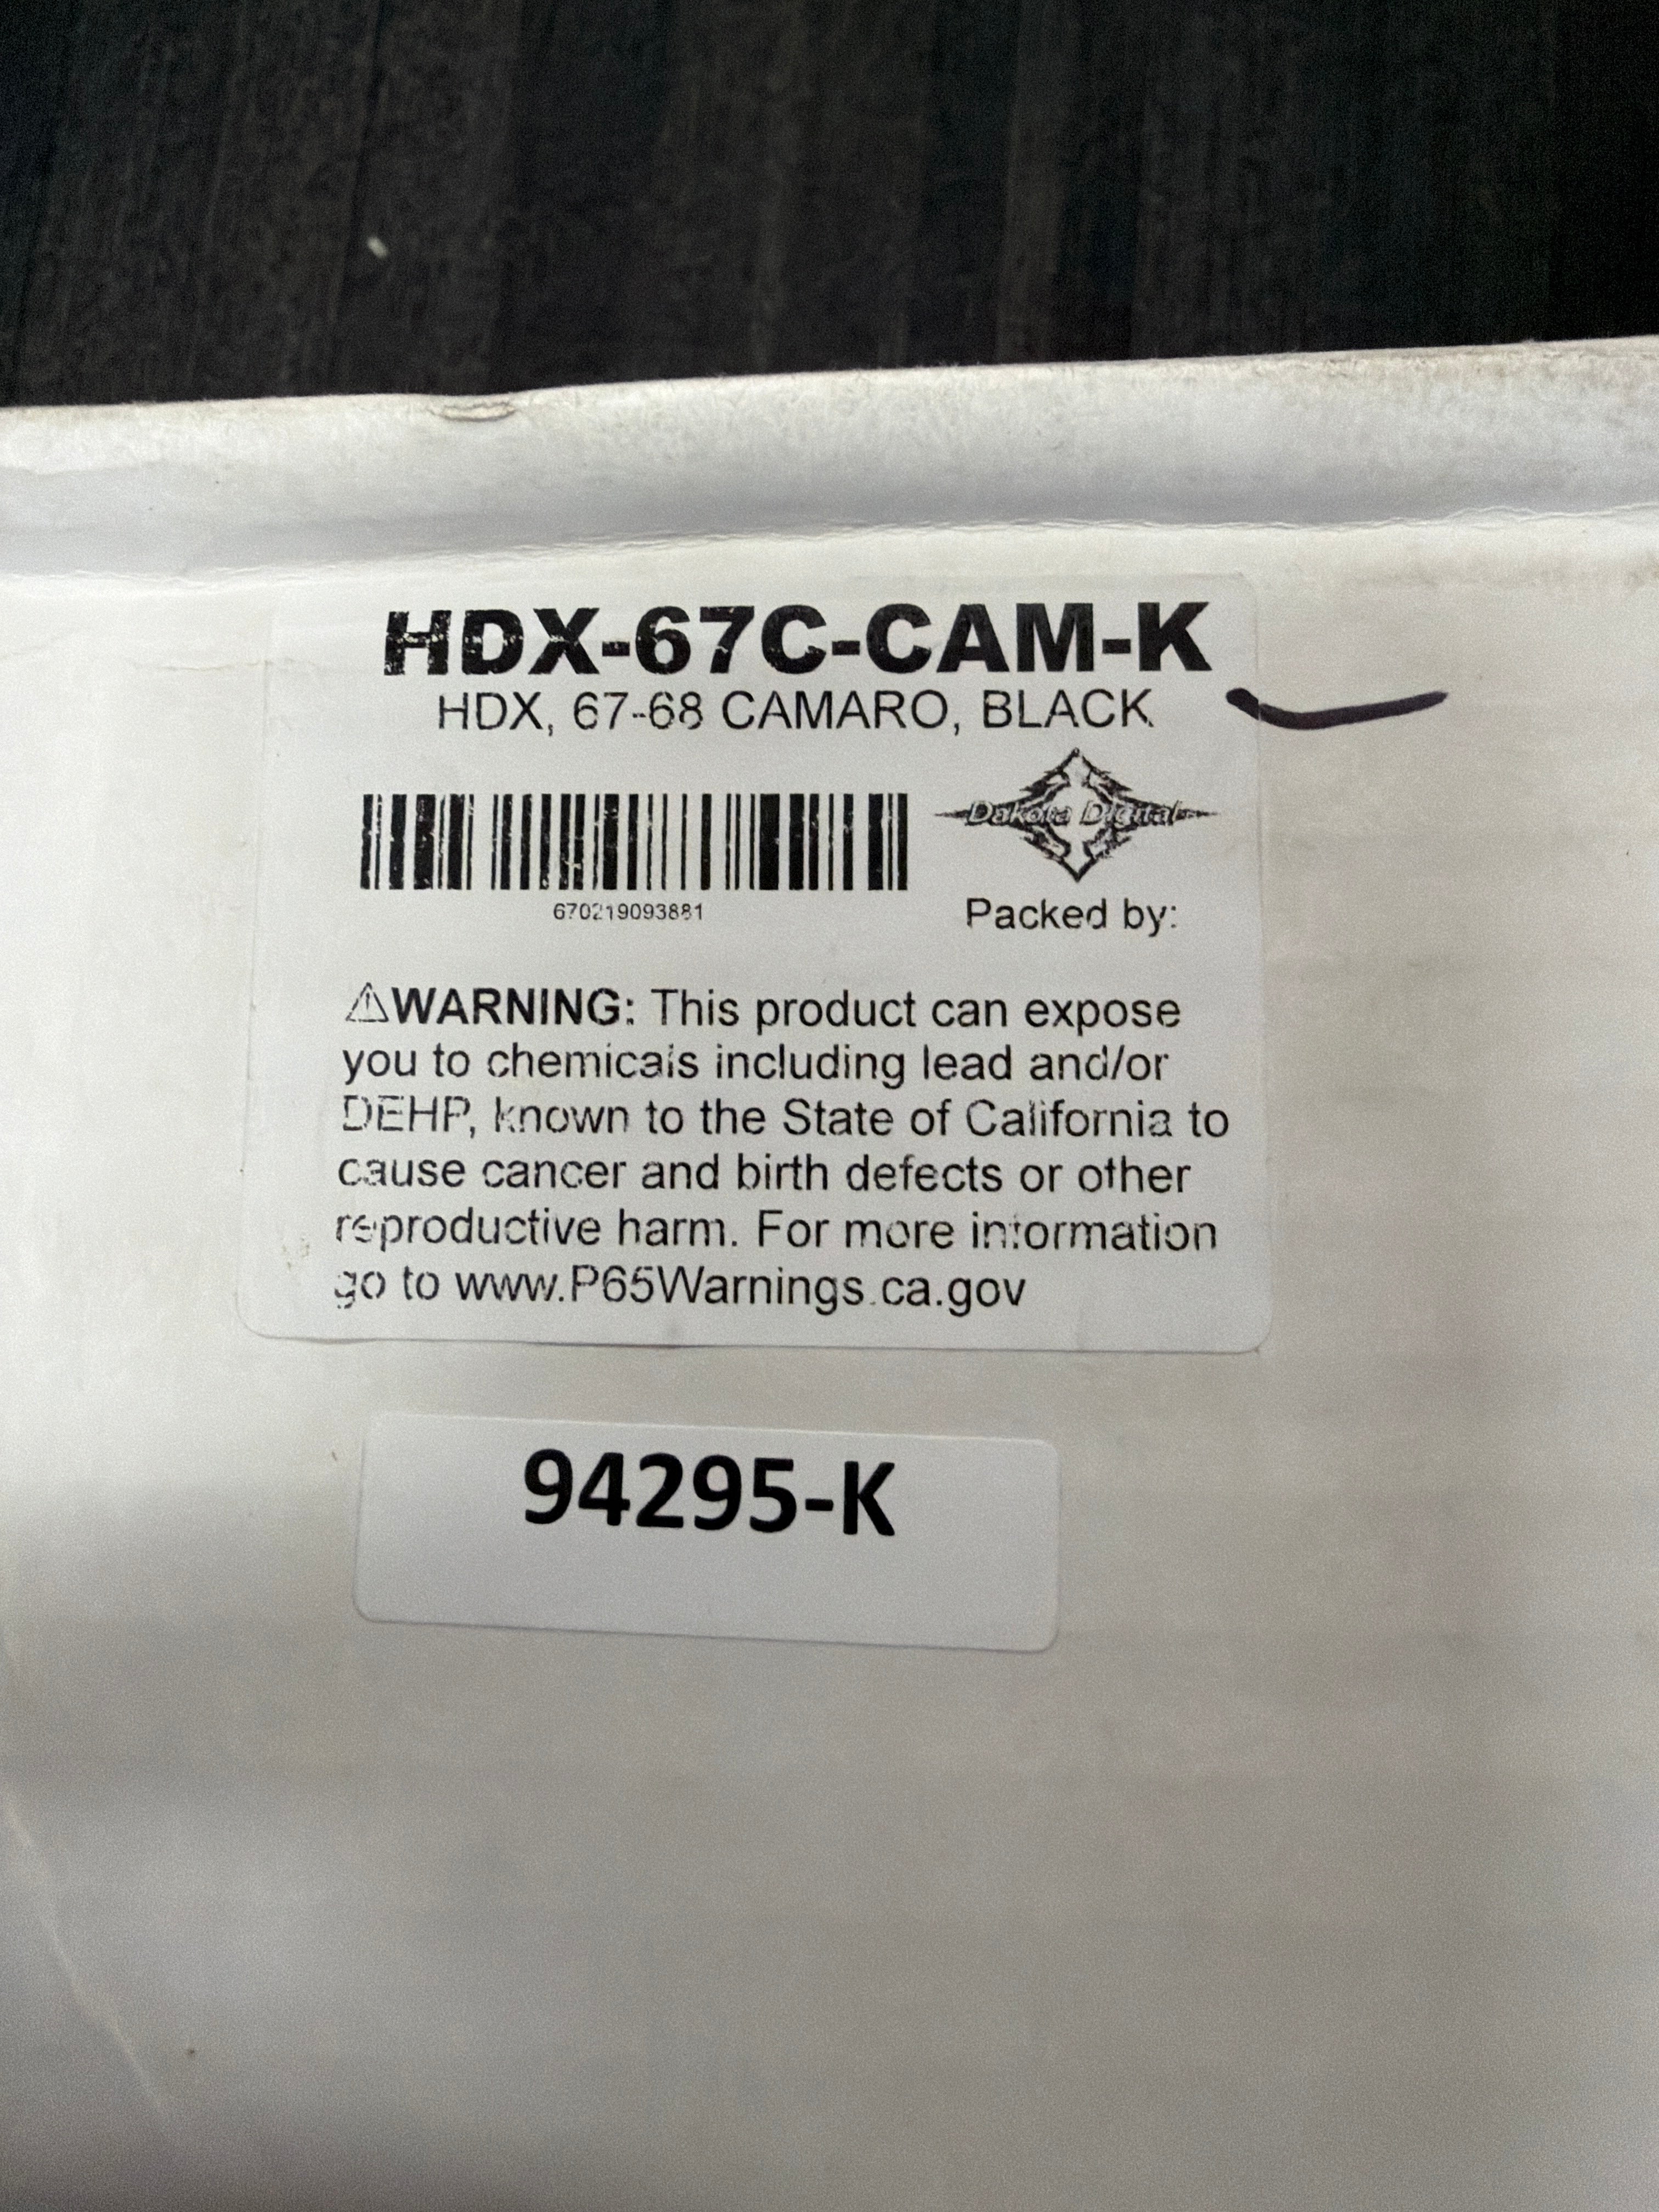 HDX-67C-CAM-K
HDX, 67-68 CAMARO, BLACK
Dakota Digital
670219093881
Packed by:
⚠WARNING: This product can expose
you to chemicals including lead and/or
DEHP, known to the State of California to
cause cancer and birth defects or other
reproductive harm. For more information
go to www.P65Warnings.ca.gov
94295-K